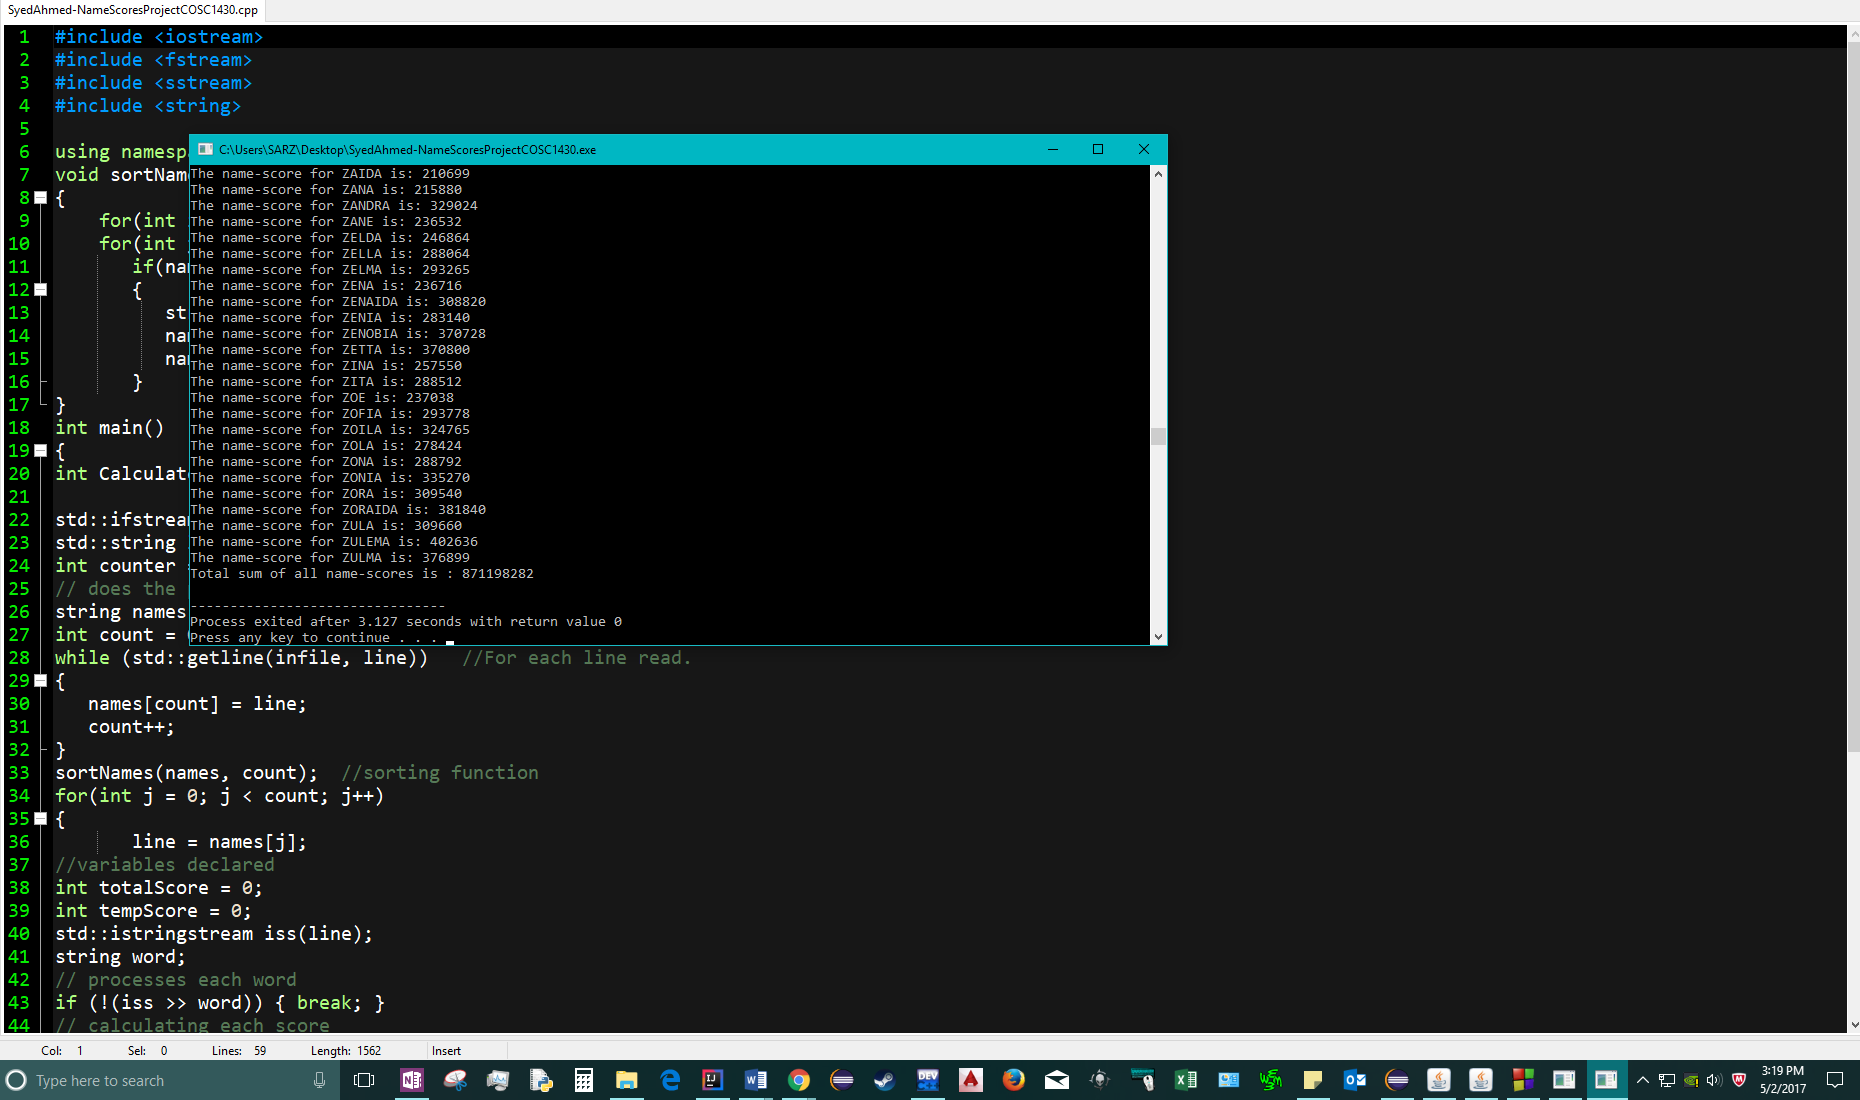 SyedAhmed-NameScoresProjectCOSC1430.cpp
1 #include <iostream>
2 #include <fstream>
3 #include <sstream>
4 #include <string>
5
6 using namesp
7 void sortNam
8 {
9 for(int
10 for(int
11 if(na
12 {
13 st
14 na
15 na
16 }
17 }
18 int main()
19 {
20 int Calculat
21
22 std::ifstrea
23 std::string
24 int counter
25 // does the
26 string names
27 int count =
28 while (std::getline(infile, line)) //For each line read.
29 {
30 names[count] = line;
31 count++;
32 }
33 sortNames(names, count); //sorting function
34 for(int j = 0; j < count; j++)
35 {
36 line = names[j];
37 //variables declared
38 int totalScore = 0;
39 int tempScore = 0;
40 std::istringstream iss(line);
41 string word;
42 // processes each word
43 if (!(iss >> word)) { break; }
44 // calculating each score
C:\Users\SARZ\Desktop\SyedAhmed-NameScoresProjectCOSC1430.exe
The name-score for ZAIDA is: 210699
The name-score for ZANA is: 215880
The name-score for ZANDRA is: 329024
The name-score for ZANE is: 236532
The name-score for ZELDA is: 246864
The name-score for ZELLA is: 288064
The name-score for ZELMA is: 293265
The name-score for ZENA is: 236716
The name-score for ZENAIDA is: 308820
The name-score for ZENIA is: 283140
The name-score for ZENOBIA is: 370728
The name-score for ZETTA is: 370800
The name-score for ZINA is: 257550
The name-score for ZITA is: 288512
The name-score for ZOE is: 237038
The name-score for ZOFIA is: 293778
The name-score for ZOILA is: 324765
The name-score for ZOLA is: 278424
The name-score for ZONA is: 288792
The name-score for ZONIA is: 335270
The name-score for ZORA is: 309540
The name-score for ZORAIDA is: 381840
The name-score for ZULA is: 309660
The name-score for ZULEMA is: 402636
The name-score for ZULMA is: 376899
Total sum of all name-scores is : 871198282
--------------------------------
Process exited after 3.127 seconds with return value 0
Press any key to continue . . .
Col: 1 Sel: 0 Lines: 59 Length: 1562 Insert
Type here to search
DEV
3:19 PM
5/2/2017